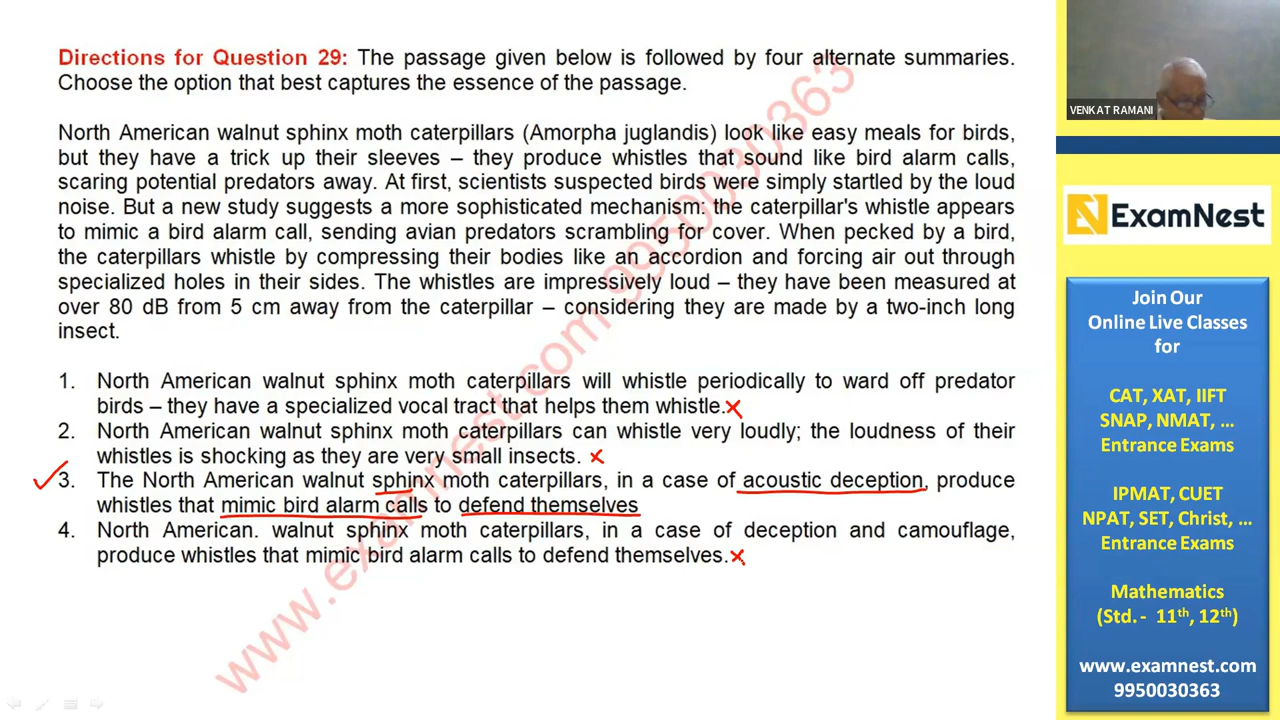 Directions for Question 29: The passage given below is followed by four alternate summaries.
Choose the option that best captures the essence of the passage.
North American walnut sphinx moth caterpillars (Amorpha juglandis) look like easy meals for birds,
but they have a trick up their sleeves – they produce whistles that sound like bird alarm calls,
scaring potential predators away. At first, scientists suspected birds were simply startled by the loud
noise. But a new study suggests a more sophisticated mechanism: the caterpillar's whistle appears
to mimic a bird alarm call, sending avian predators scrambling for cover. When pecked by a bird,
the caterpillars whistle by compressing their bodies like an accordion and forcing air out through
specialized holes in their sides. The whistles are impressively loud – they have been measured at
over 80 dB from 5 cm away from the caterpillar – considering they are made by a two-inch long
insect.
1. North American walnut sphinx moth caterpillars will whistle periodically to ward off predator
birds – they have a specialized vocal tract that helps them whistle.
2. North American walnut sphinx moth caterpillars can whistle very loudly; the loudness of their
whistles is shocking as they are very small insects.
3. The North American walnut sphinx moth caterpillars, in a case of acoustic deception, produce
whistles that mimic bird alarm calls to defend themselves
4. North American. walnut sphinx moth caterpillars, in a case of deception and camouflage,
produce whistles that mimic bird alarm calls to defend themselves.
www.examnest.com 9950030363
VENKAT RAMANI
ExamNest
Join Our
Online Live Classes
for
CAT, XAT, IIFT
SNAP, NMAT, ...
Entrance Exams
IPMAT, CUET
NPAT, SET, Christ, ...
Entrance Exams
Mathematics
(Std. - 11th, 12th)
www.examnest.com
9950030363